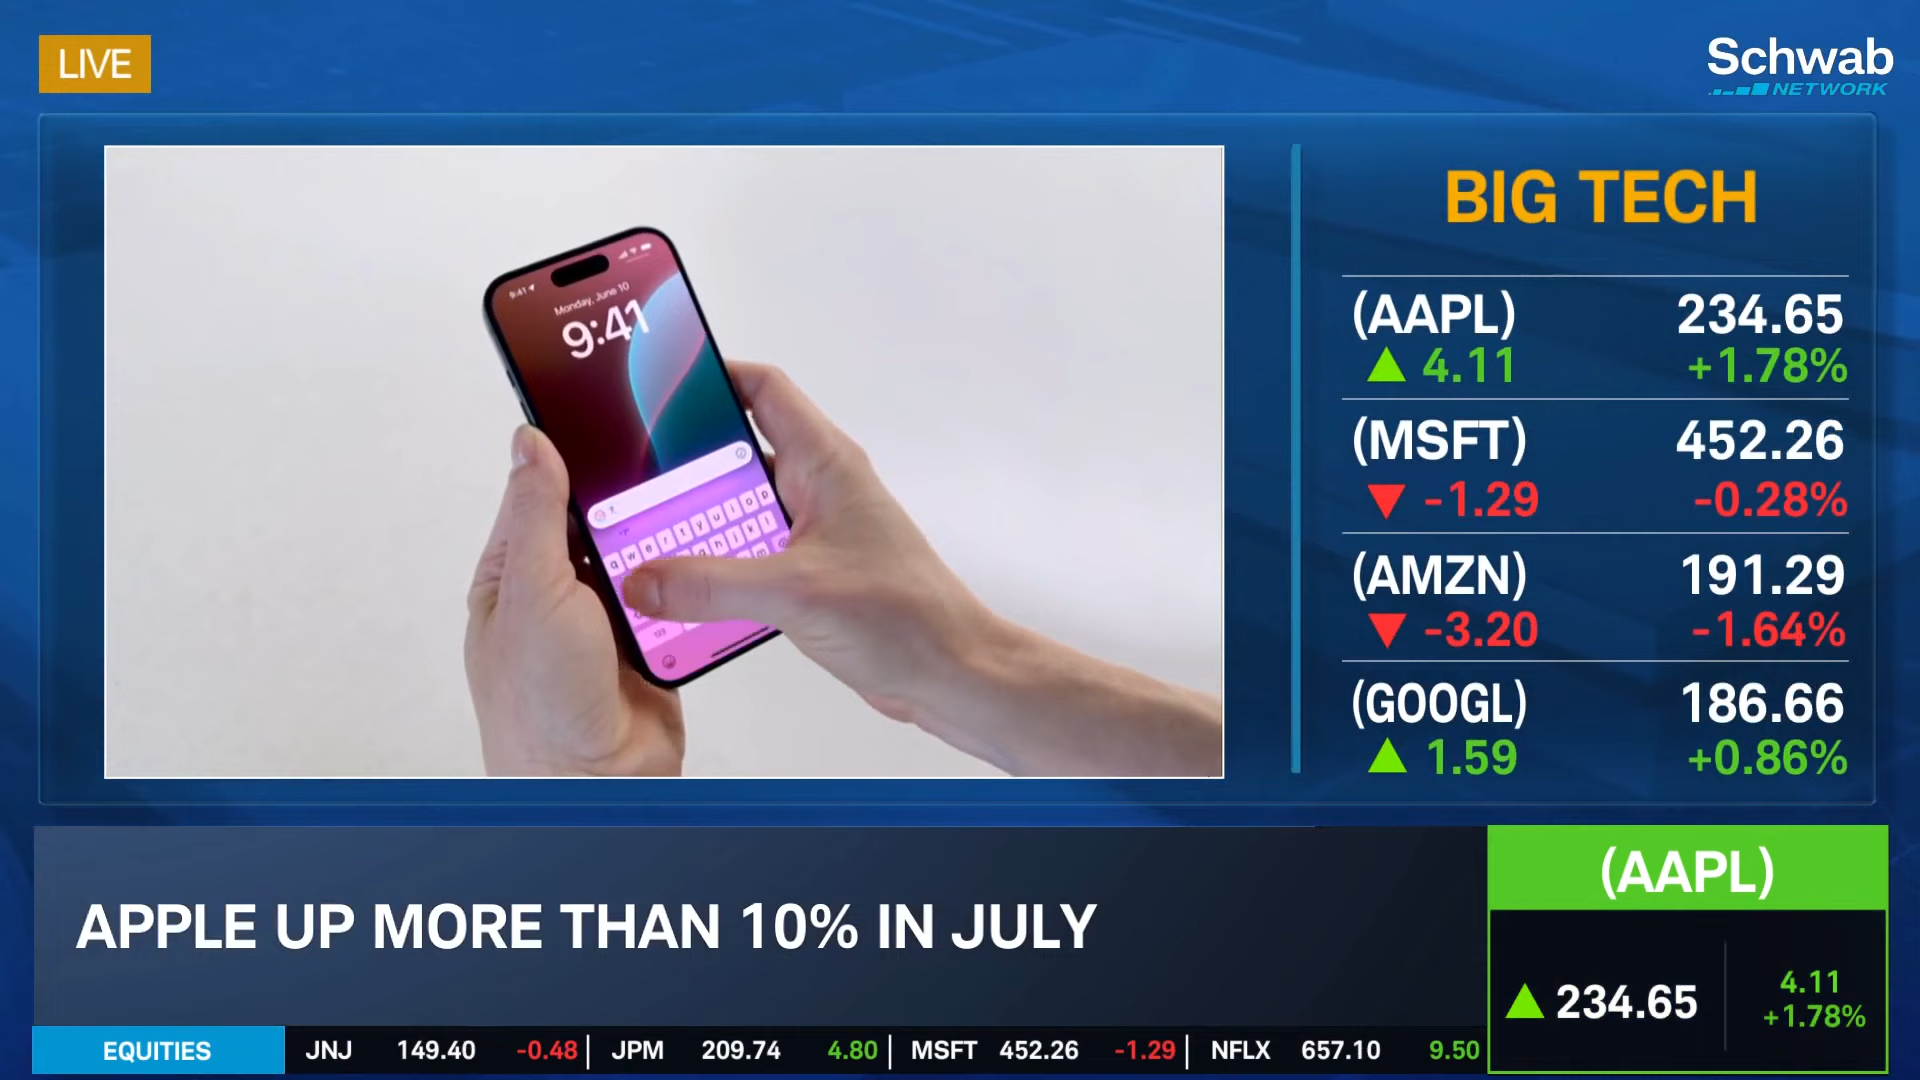 LIVE
Schwab
NETWORK
9:41
Monday, June 10
9:41
q w e r t y u i o p
g h j k l
m
123
BIG TECH
(AAPL) 234.65
▲ 4.11 +1.78%
(MSFT) 452.26
▼ -1.29 -0.28%
(AMZN) 191.29
▼ -3.20 -1.64%
(GOOGL) 186.66
▲ 1.59 +0.86%
APPLE UP MORE THAN 10% IN JULY
(AAPL)
▲ 234.65
4.11
+1.78%
EQUITIES JNJ 149.40 -0.48 JPM 209.74 4.80 MSFT 452.26 -1.29 NFLX 657.10 9.50